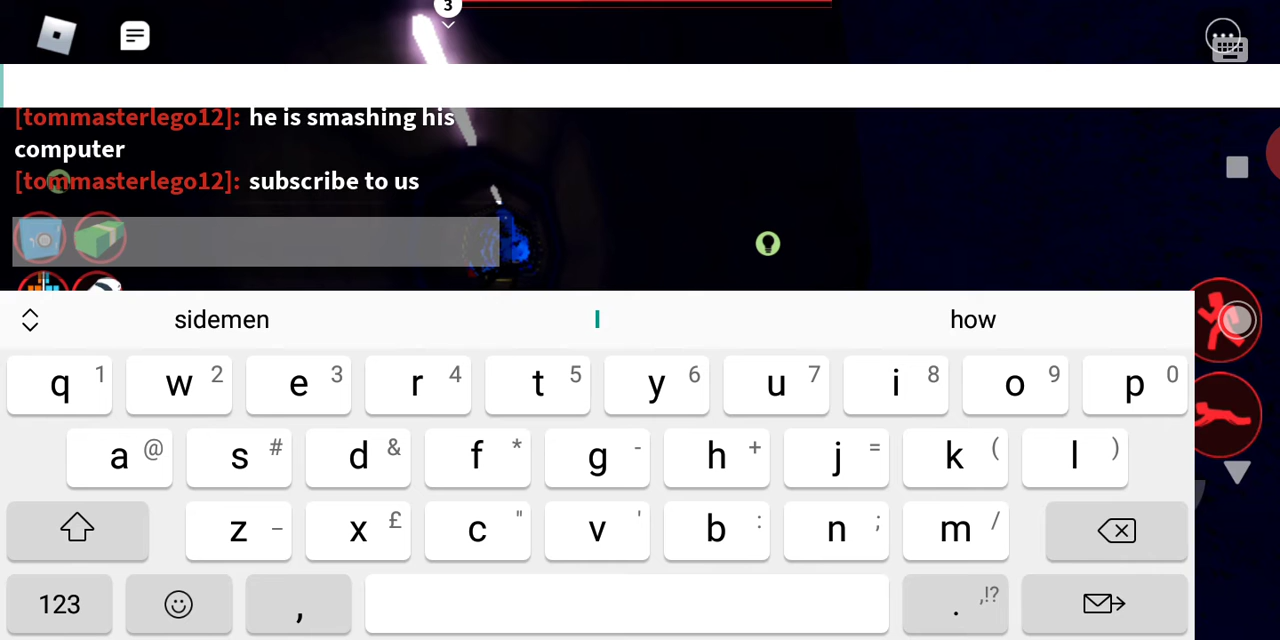 3
[tommasterlego12]: he is smashing his
computer
[tommasterlego12]: subscribe to us
sidemen I how
q 1 w 2 e 3 r 4 t 5 y 6 u 7 i 8 o 9 p 0
a @ s # d & f * g - h + j = k ( l )
z _ x £ c " v ' b : n ; m /
123 , . ,!?